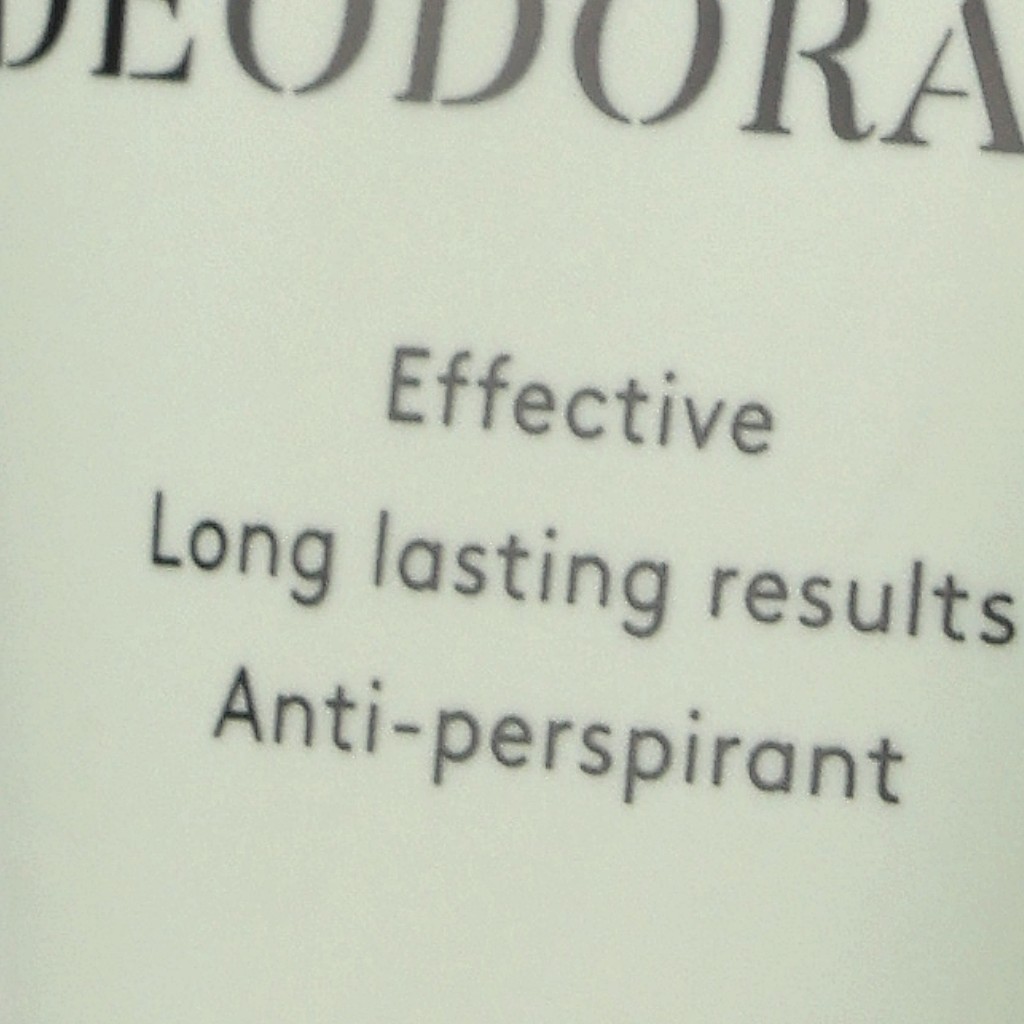 DEODORA
Effective
Long lasting results
Anti-perspirant